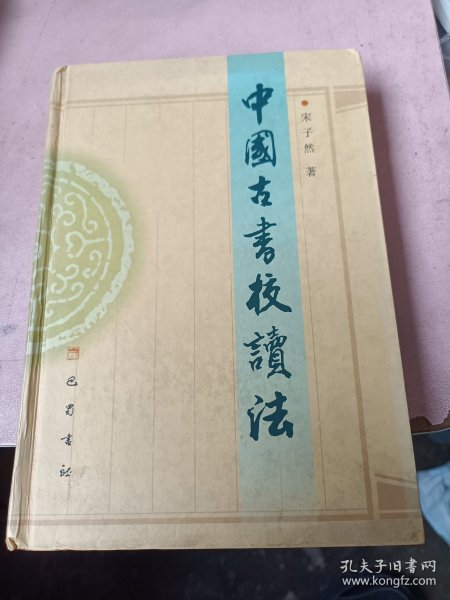 宋子然 著
中國古書校讀法
巴蜀書社
孔夫子旧书网
www.kongfz.com